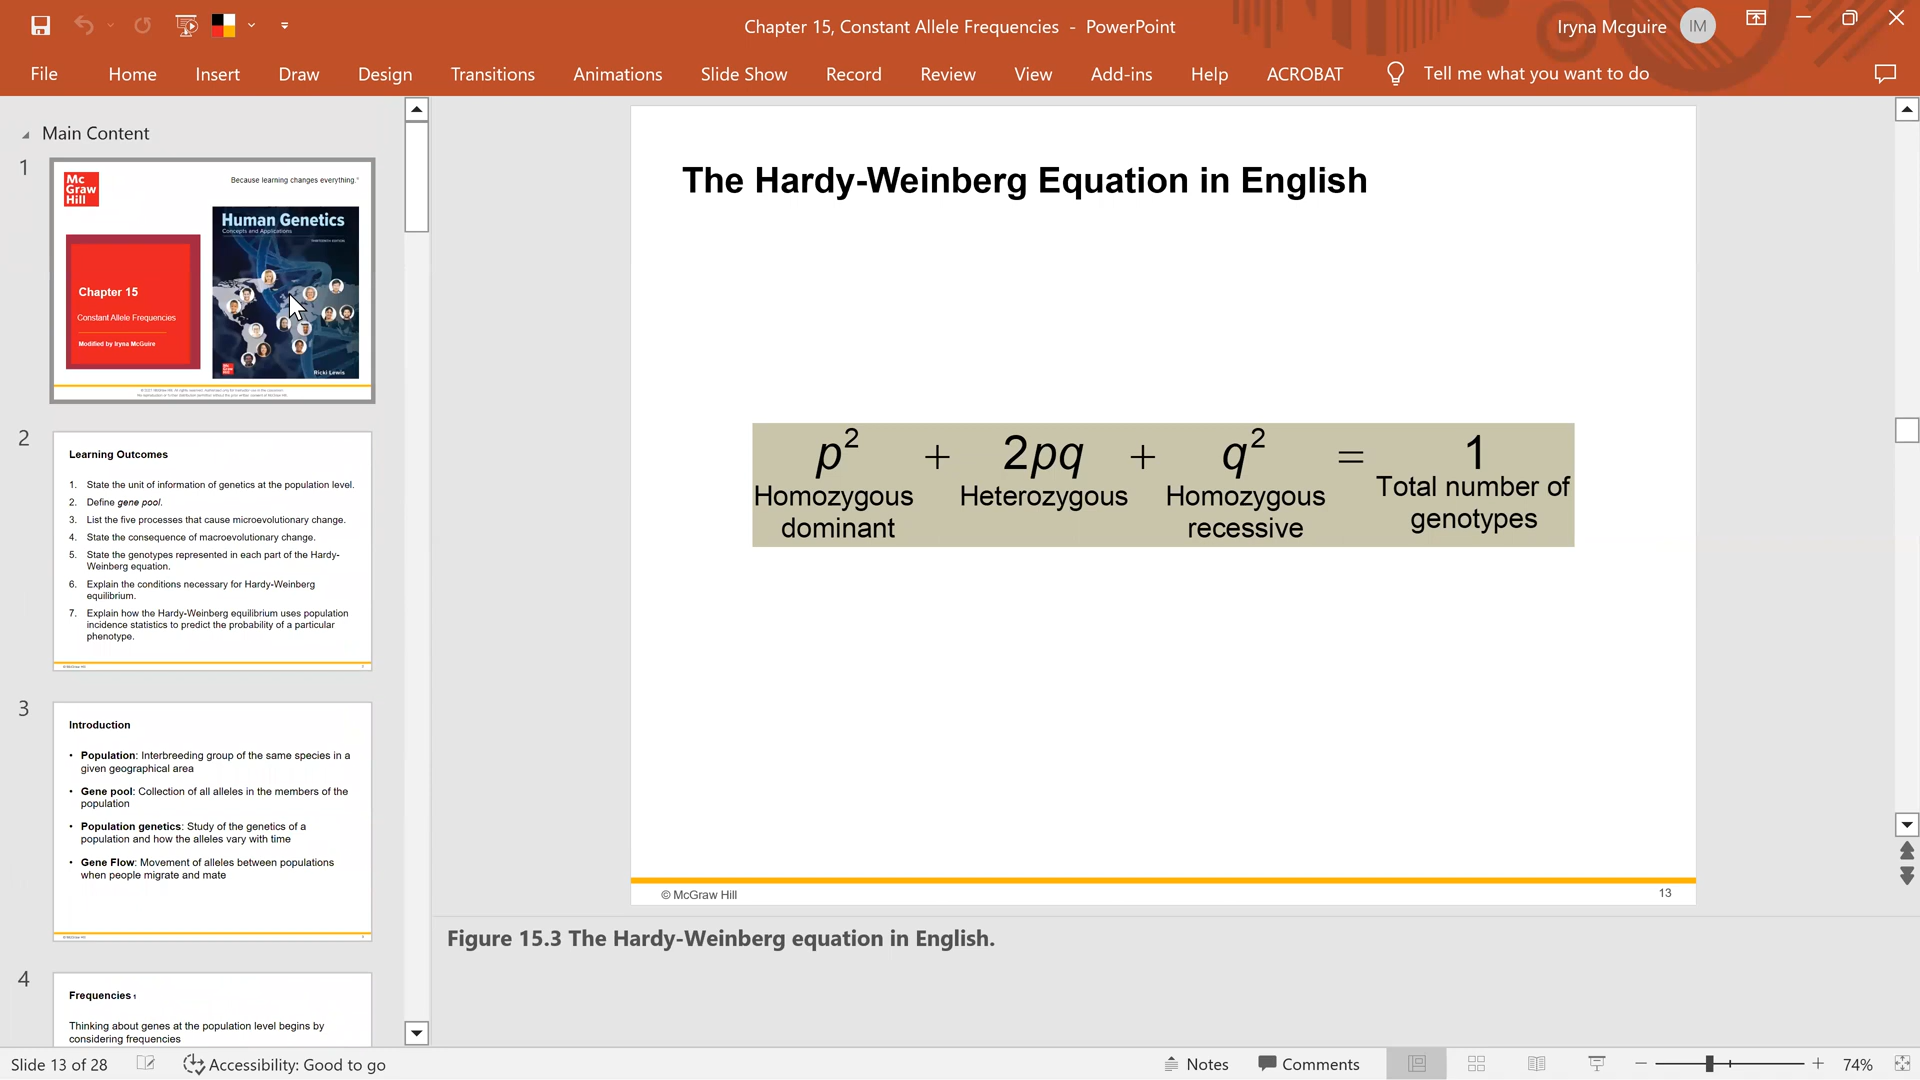 Chapter 15, Constant Allele Frequencies - PowerPoint
Iryna Mcguire
IM
File
Home
Insert
Draw
Design
Transitions
Animations
Slide Show
Record
Review
View
Add-ins
Help
ACROBAT
Tell me what you want to do
Main Content
1
Mc
Graw
Hill
Because learning changes everything.®
Human Genetics
Concepts and Applications
Chapter 15
Constant Allele Frequencies
Modified by Iryna McGuire
Ricki Lewis
2
Learning Outcomes
1. State the unit of information of genetics at the population level.
2. Define gene pool.
3. List the five processes that cause microevolutionary change.
4. State the consequence of macroevolutionary change.
5. State the genotypes represented in each part of the Hardy-
Weinberg equation.
6. Explain the conditions necessary for Hardy-Weinberg
equilibrium.
7. Explain how the Hardy-Weinberg equilibrium uses population
incidence statistics to predict the probability of a particular
phenotype.
3
Introduction
• Population: Interbreeding group of the same species in a
given geographical area
• Gene pool: Collection of all alleles in the members of the
population
• Population genetics: Study of the genetics of a
population and how the alleles vary with time
• Gene Flow: Movement of alleles between populations
when people migrate and mate
4
Frequencies 1
Thinking about genes at the population level begins by
considering frequencies
The Hardy-Weinberg Equation in English
p² + 2pq + q² = 1
Homozygous dominant
Heterozygous
Homozygous recessive
Total number of genotypes
© McGraw Hill
13
Figure 15.3 The Hardy-Weinberg equation in English.
Slide 13 of 28
Accessibility: Good to go
Notes
Comments
74%